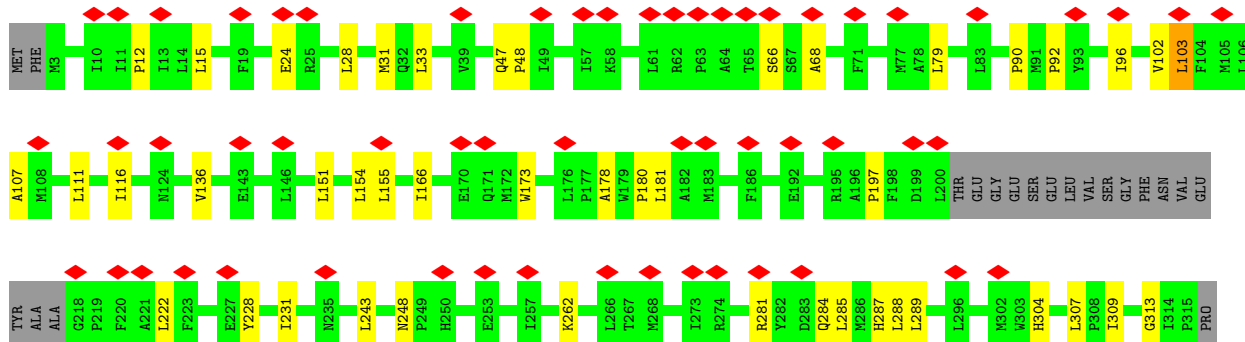 MET PHE M3 I10 I11 P12 I13 L14 L15 F19 E24 R25 L28 M31 Q32 L33 V39 Q47 P48 I49 I57 K58 L61 R62 P63 A64 T65 S66 S67 A68 F71 M77 A78 L79 L83 P90 M91 P92 Y93 I96 V102 L103 F104 M105 L106
A107 M108 L111 I116 N124 V136 E143 L146 L151 L154 L155 I166 E170 Q171 M172 W173 L176 P177 A178 W179 P180 L181 A182 M183 F186 E192 R195 A196 P197 F198 D199 L200 THR GLU GLY GLU SER GLU LEU VAL SER GLY PHE ASN VAL GLU
TYR ALA ALA G218 P219 F220 A221 L222 F223 E227 Y228 I231 N235 L243 N248 P249 H250 E253 I257 K262 L266 T267 M268 I273 R274 R281 Y282 D283 Q284 L285 M286 H287 L288 L289 L296 M302 W303 H304 L307 P308 I309 G313 I314 P315 PRO